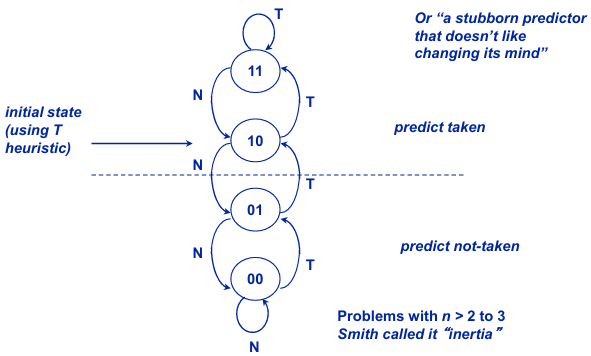 T
Or “a stubborn predictor
that doesn’t like
changing its mind”
11
N
T
initial state
(using T
heuristic)
10
predict taken
N
T
01
N
T
predict not-taken
00
Problems with n > 2 to 3
Smith called it “inertia”
N